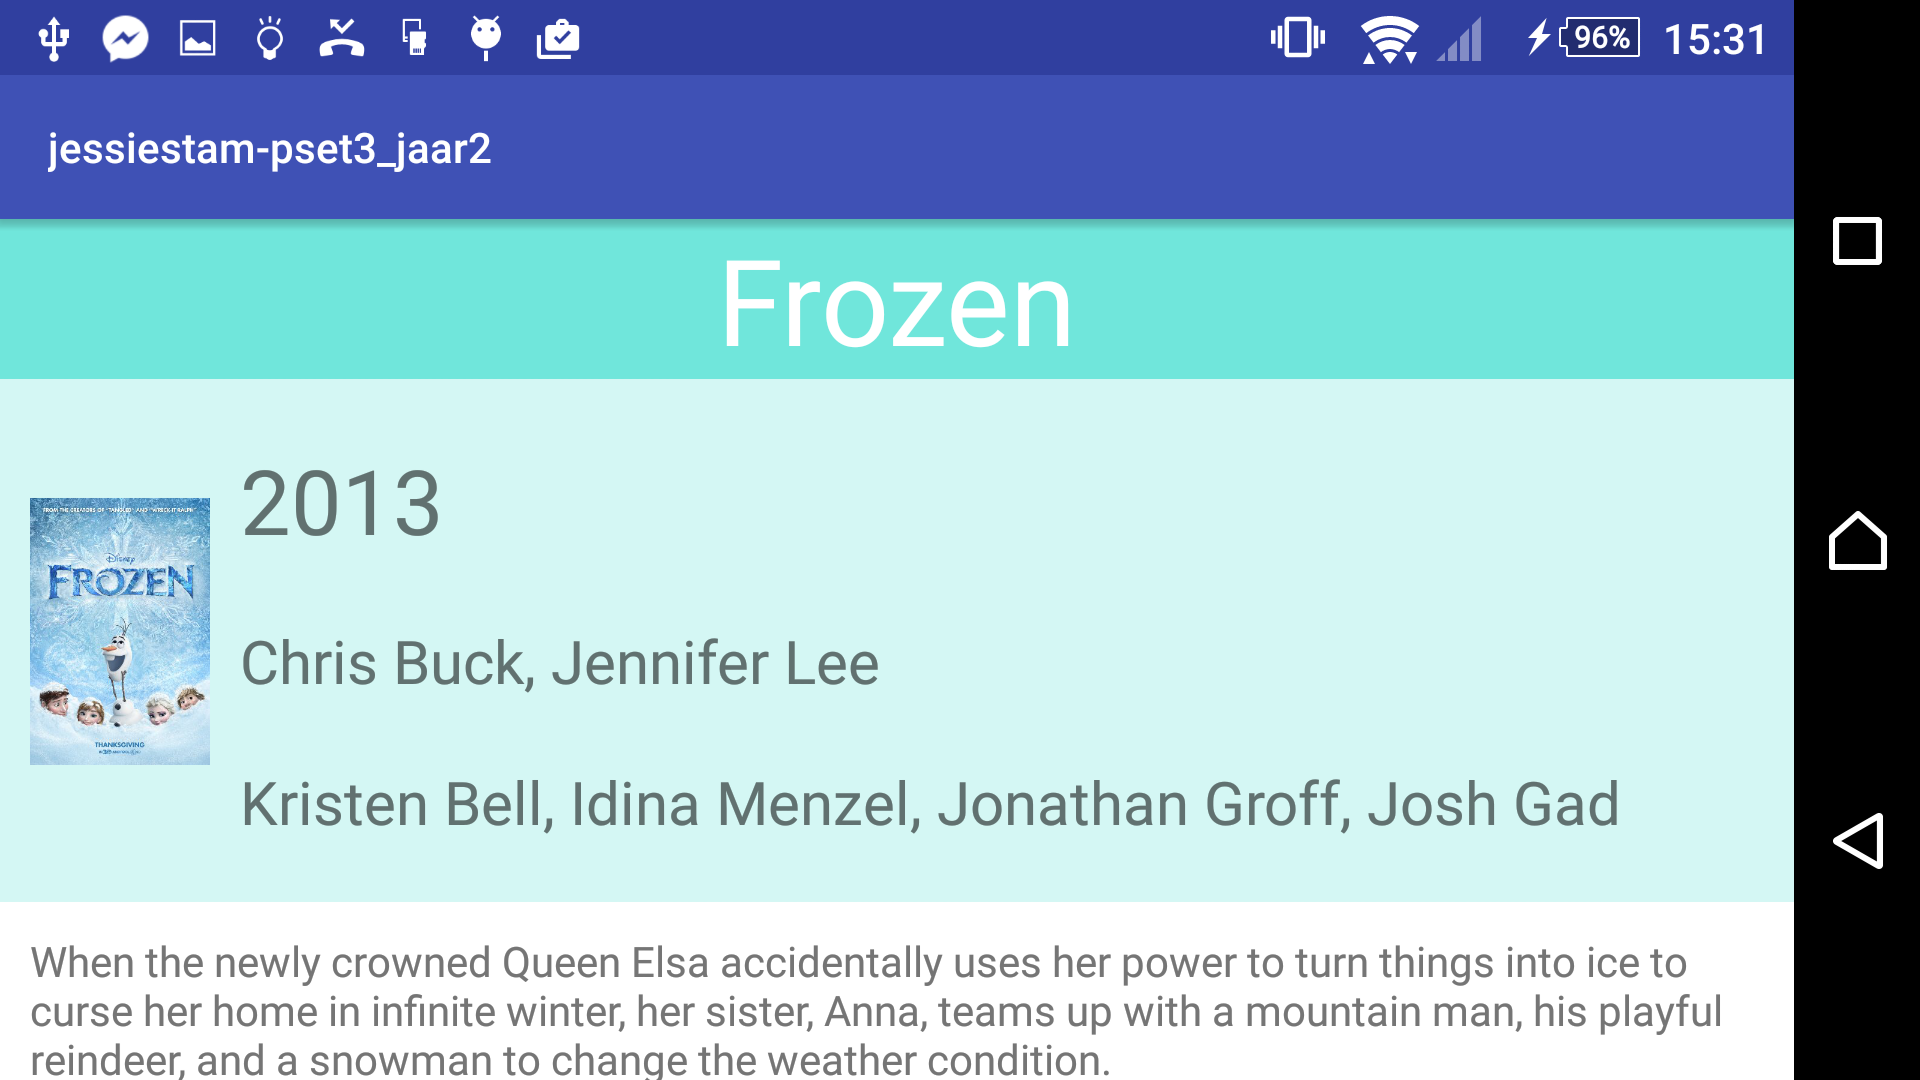 96% 15:31
jessiestam-pset3_jaar2
Frozen
2013
FROM THE CREATORS OF "TANGLED" AND "WRECK-IT RALPH"
Disney
FROZEN
THANKSGIVING
Chris Buck, Jennifer Lee
Kristen Bell, Idina Menzel, Jonathan Groff, Josh Gad
When the newly crowned Queen Elsa accidentally uses her power to turn things into ice to
curse her home in infinite winter, her sister, Anna, teams up with a mountain man, his playful
reindeer, and a snowman to change the weather condition.